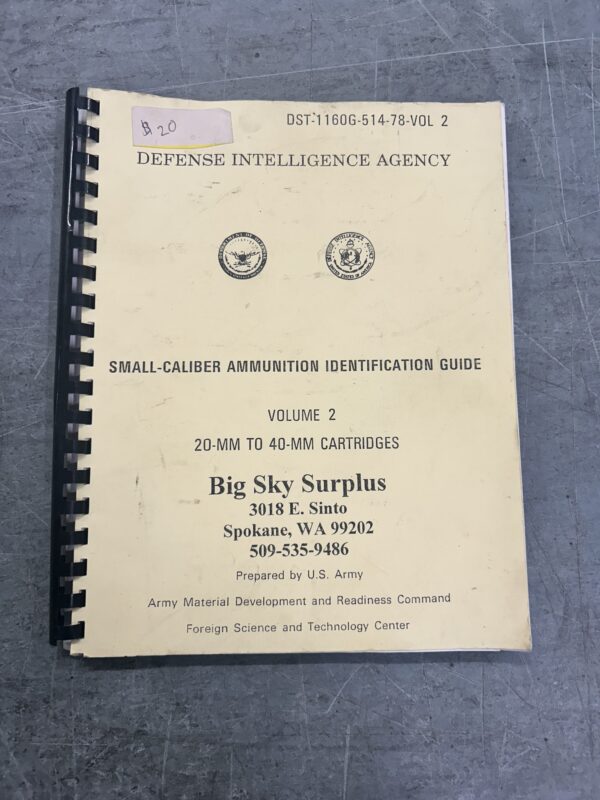 $20
DST-1160G-514-78-VOL 2
DEFENSE INTELLIGENCE AGENCY
SMALL-CALIBER AMMUNITION IDENTIFICATION GUIDE
VOLUME 2
20-MM TO 40-MM CARTRIDGES
Big Sky Surplus
3018 E. Sinto
Spokane, WA 99202
509-535-9486
Prepared by U.S. Army
Army Material Development and Readiness Command
Foreign Science and Technology Center